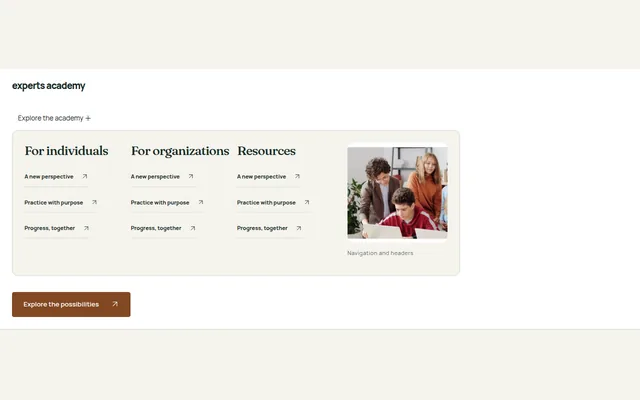 experts academy
Explore the academy +
For individuals
A new perspective
Practice with purpose
Progress, together
For organizations
A new perspective
Practice with purpose
Progress, together
Resources
A new perspective
Practice with purpose
Progress, together
Navigation and headers
Explore the possibilities